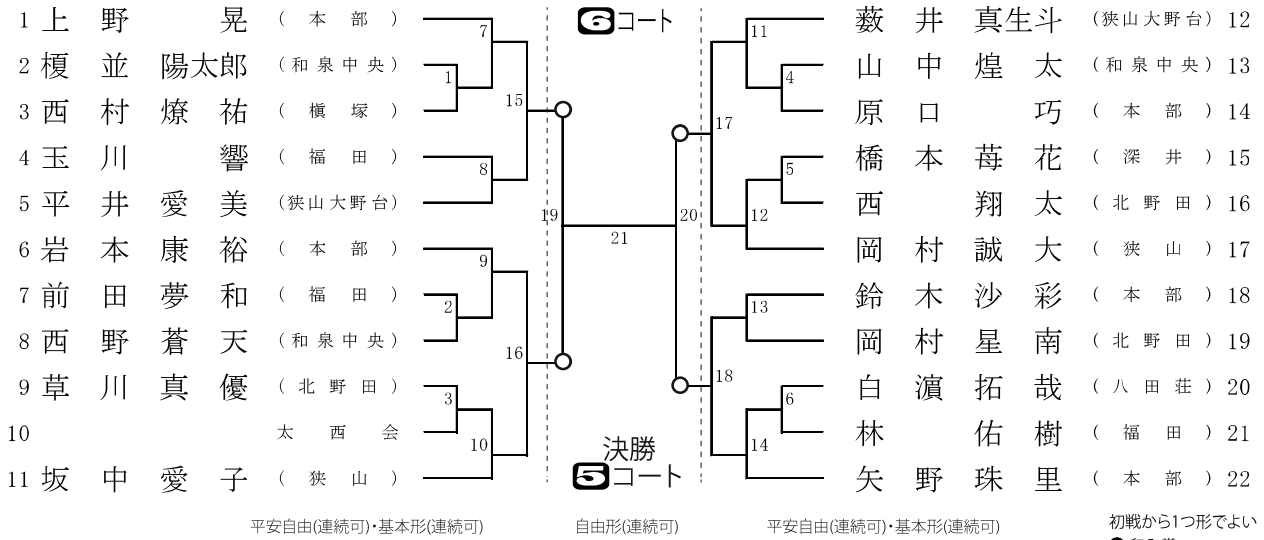 6コート
1 上野 晃 (本部)
2 榎並陽太郎 (和泉中央)
3 西村燎祐 (槇塚)
4 玉川 響 (福田)
5 平井愛美 (狭山大野台)
6 岩本康裕 (本部)
7 前田夢和 (福田)
8 西野蒼天 (和泉中央)
9 草川真優 (北野田)
10 太西会
11 坂中愛子 (狭山)
7
1
15
8
19
9
2
16
3
10
21
11
4
17
5
12
20
13
18
6
14
薮井真生斗 (狭山大野台) 12
山中煌太 (和泉中央) 13
原口 巧 (本部) 14
橋本苺花 (深井) 15
西 翔太 (北野田) 16
岡村誠大 (狭山) 17
鈴木沙彩 (本部) 18
岡村星南 (北野田) 19
白濵拓哉 (八田荘) 20
林 佑樹 (福田) 21
矢野珠里 (本部) 22
決勝
5コート
平安自由(連続可)・基本形(連続可)
自由形(連続可)
平安自由(連続可)・基本形(連続可)
初戦から1つ形でよい